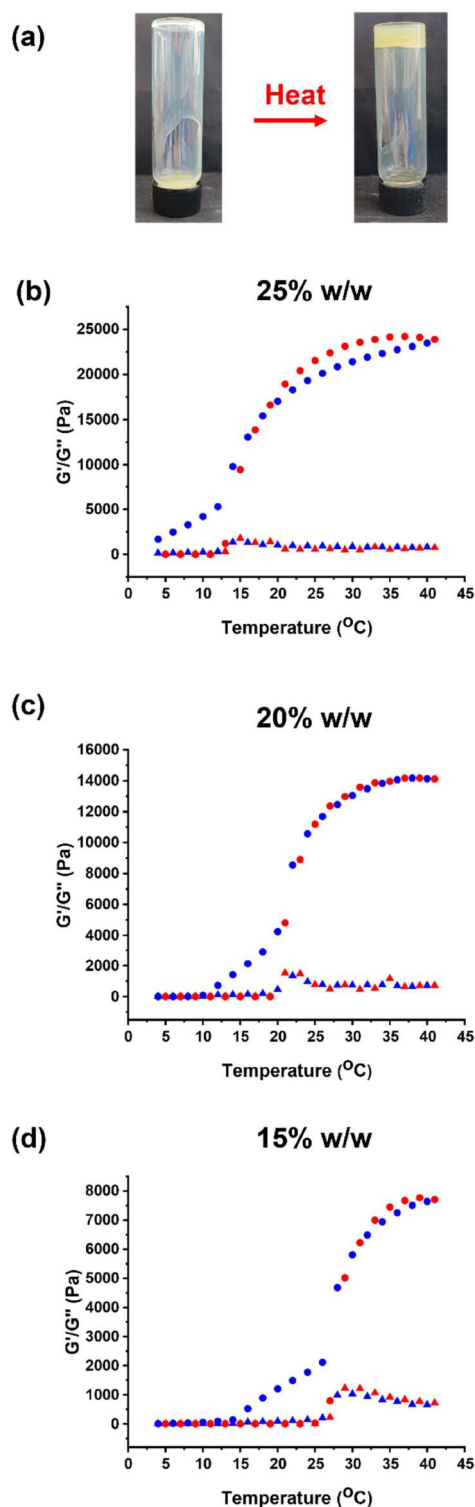 (a)
Heat
(b)
25% w/w
25000
20000
15000
10000
5000
0
G'/G'' (Pa)
0 5 10 15 20 25 30 35 40 45
Temperature (ᴼC)
(c)
20% w/w
16000
14000
12000
10000
8000
6000
4000
2000
0
G'/G'' (Pa)
0 5 10 15 20 25 30 35 40 45
Temperature (ᴼC)
(d)
15% w/w
8000
7000
6000
5000
4000
3000
2000
1000
0
G'/G'' (Pa)
0 5 10 15 20 25 30 35 40 45
Temperature (ᴼC)